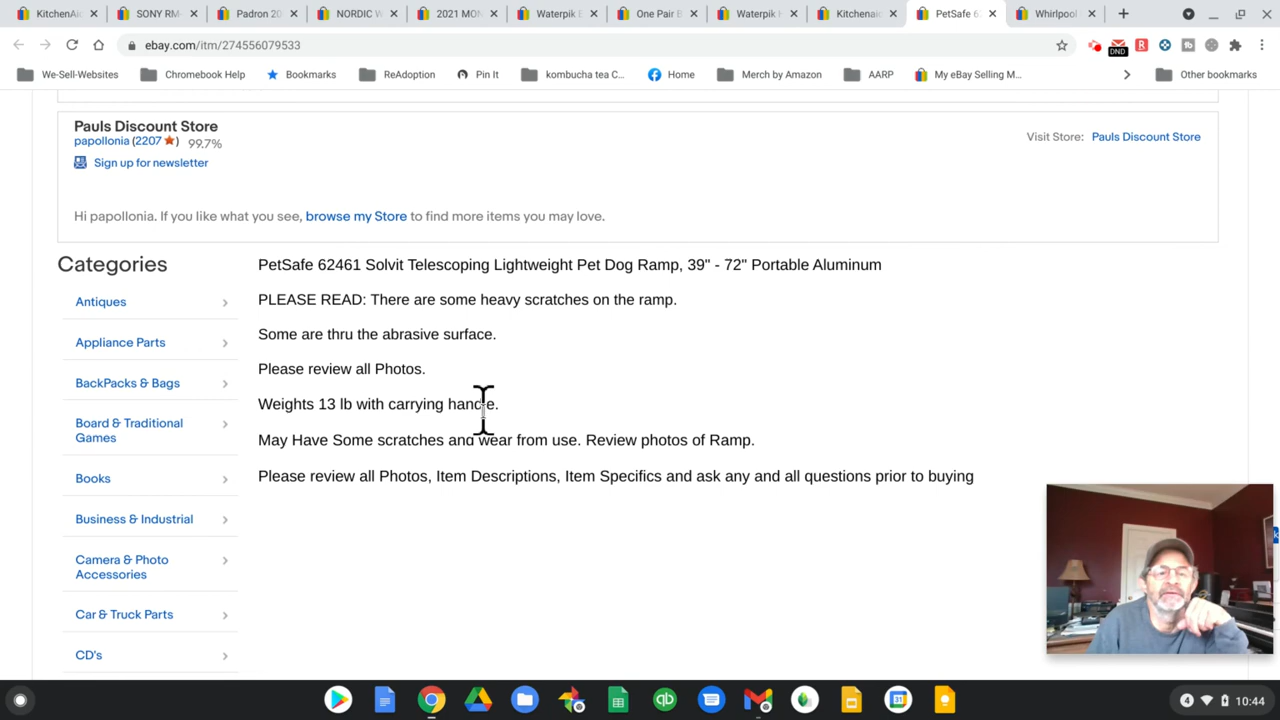 KitchenAi
SONY RM
Padron 20
NORDIC W
2021 MON
Waterpik E
One Pair B
Waterpik H
Kitchenaid
PetSafe 62
Whirlpool
ebay.com/itm/274556079533
DND
We-Sell-Websites
Chromebook Help
Bookmarks
ReAdoption
Pin It
kombucha tea C...
Home
Merch by Amazon
AARP
My eBay Selling M...
Other bookmarks
Pauls Discount Store
papollonia (2207 ) 99.7%
Sign up for newsletter
Visit Store: Pauls Discount Store
Hi papollonia. If you like what you see, browse my Store to find more items you may love.
Categories
Antiques
Appliance Parts
BackPacks & Bags
Board & Traditional
Games
Books
Business & Industrial
Camera & Photo
Accessories
Car & Truck Parts
CD's
PetSafe 62461 Solvit Telescoping Lightweight Pet Dog Ramp, 39" - 72" Portable Aluminum
PLEASE READ: There are some heavy scratches on the ramp.
Some are thru the abrasive surface.
Please review all Photos.
Weights 13 lb with carrying handle.
May Have Some scratches and wear from use. Review photos of Ramp.
Please review all Photos, Item Descriptions, Item Specifics and ask any and all questions prior to buying
4
10:44